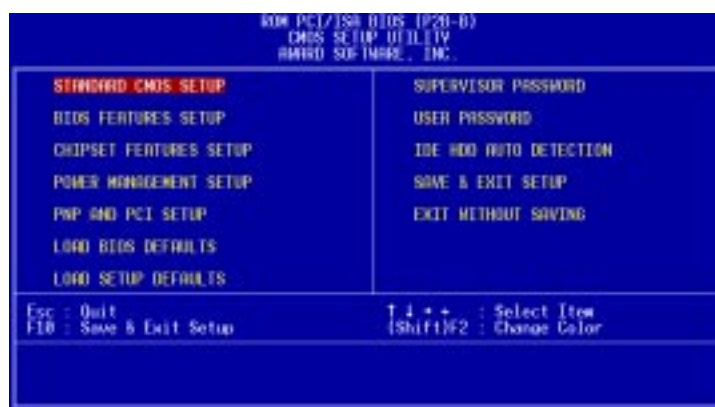 ROM PCI/ISA BIOS (P2B-B)
CMOS SETUP UTILITY
AWARD SOFTWARE, INC.
STANDARD CMOS SETUP
BIOS FEATURES SETUP
CHIPSET FEATURES SETUP
POWER MANAGEMENT SETUP
PNP AND PCI SETUP
LOAD BIOS DEFAULTS
LOAD SETUP DEFAULTS
SUPERVISOR PASSWORD
USER PASSWORD
IDE HDD AUTO DETECTION
SAVE & EXIT SETUP
EXIT WITHOUT SAVING
Esc : Quit
F10 : Save & Exit Setup
↑ ↓ → ← : Select Item
(Shift)F2 : Change Color